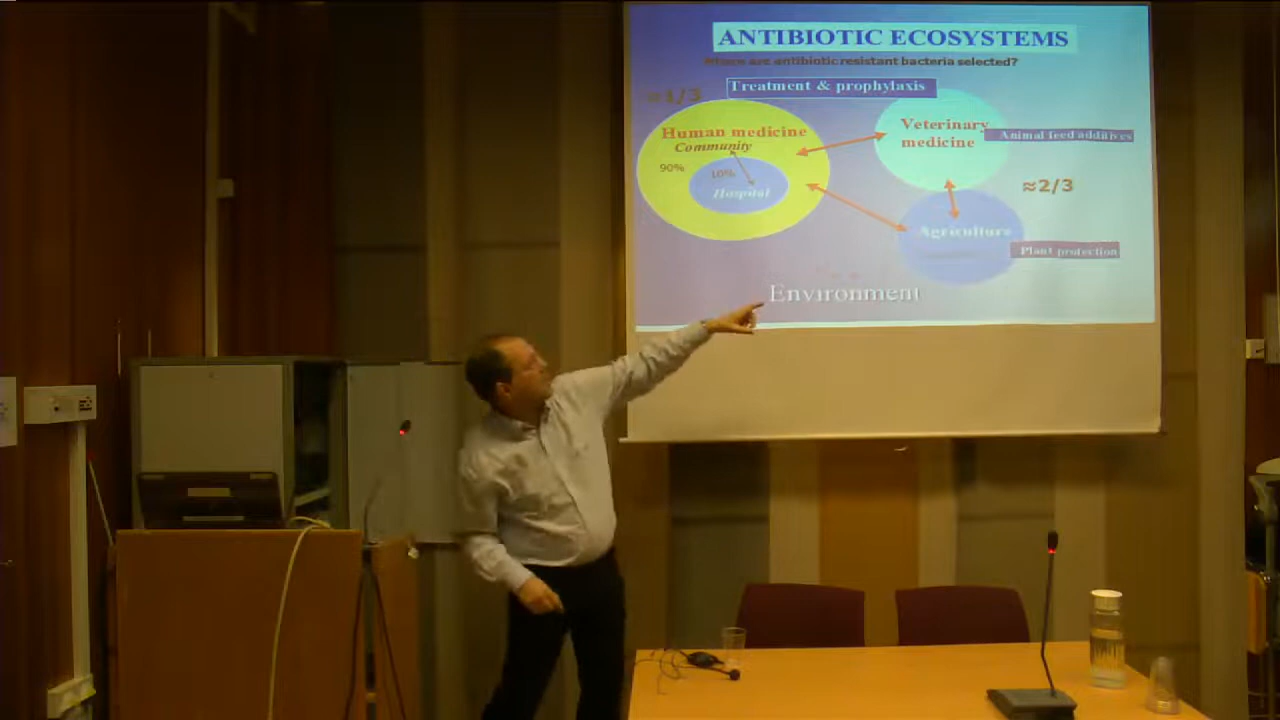 ANTIBIOTIC ECOSYSTEMS
Where are antibiotic resistant bacteria selected?
Treatment & prophylaxis
≈1/3
Human medicine
Community
90%
10%
Hospital
Veterinary
medicine
Animal feed additives
≈2/3
Agriculture
Plant protection
Environment